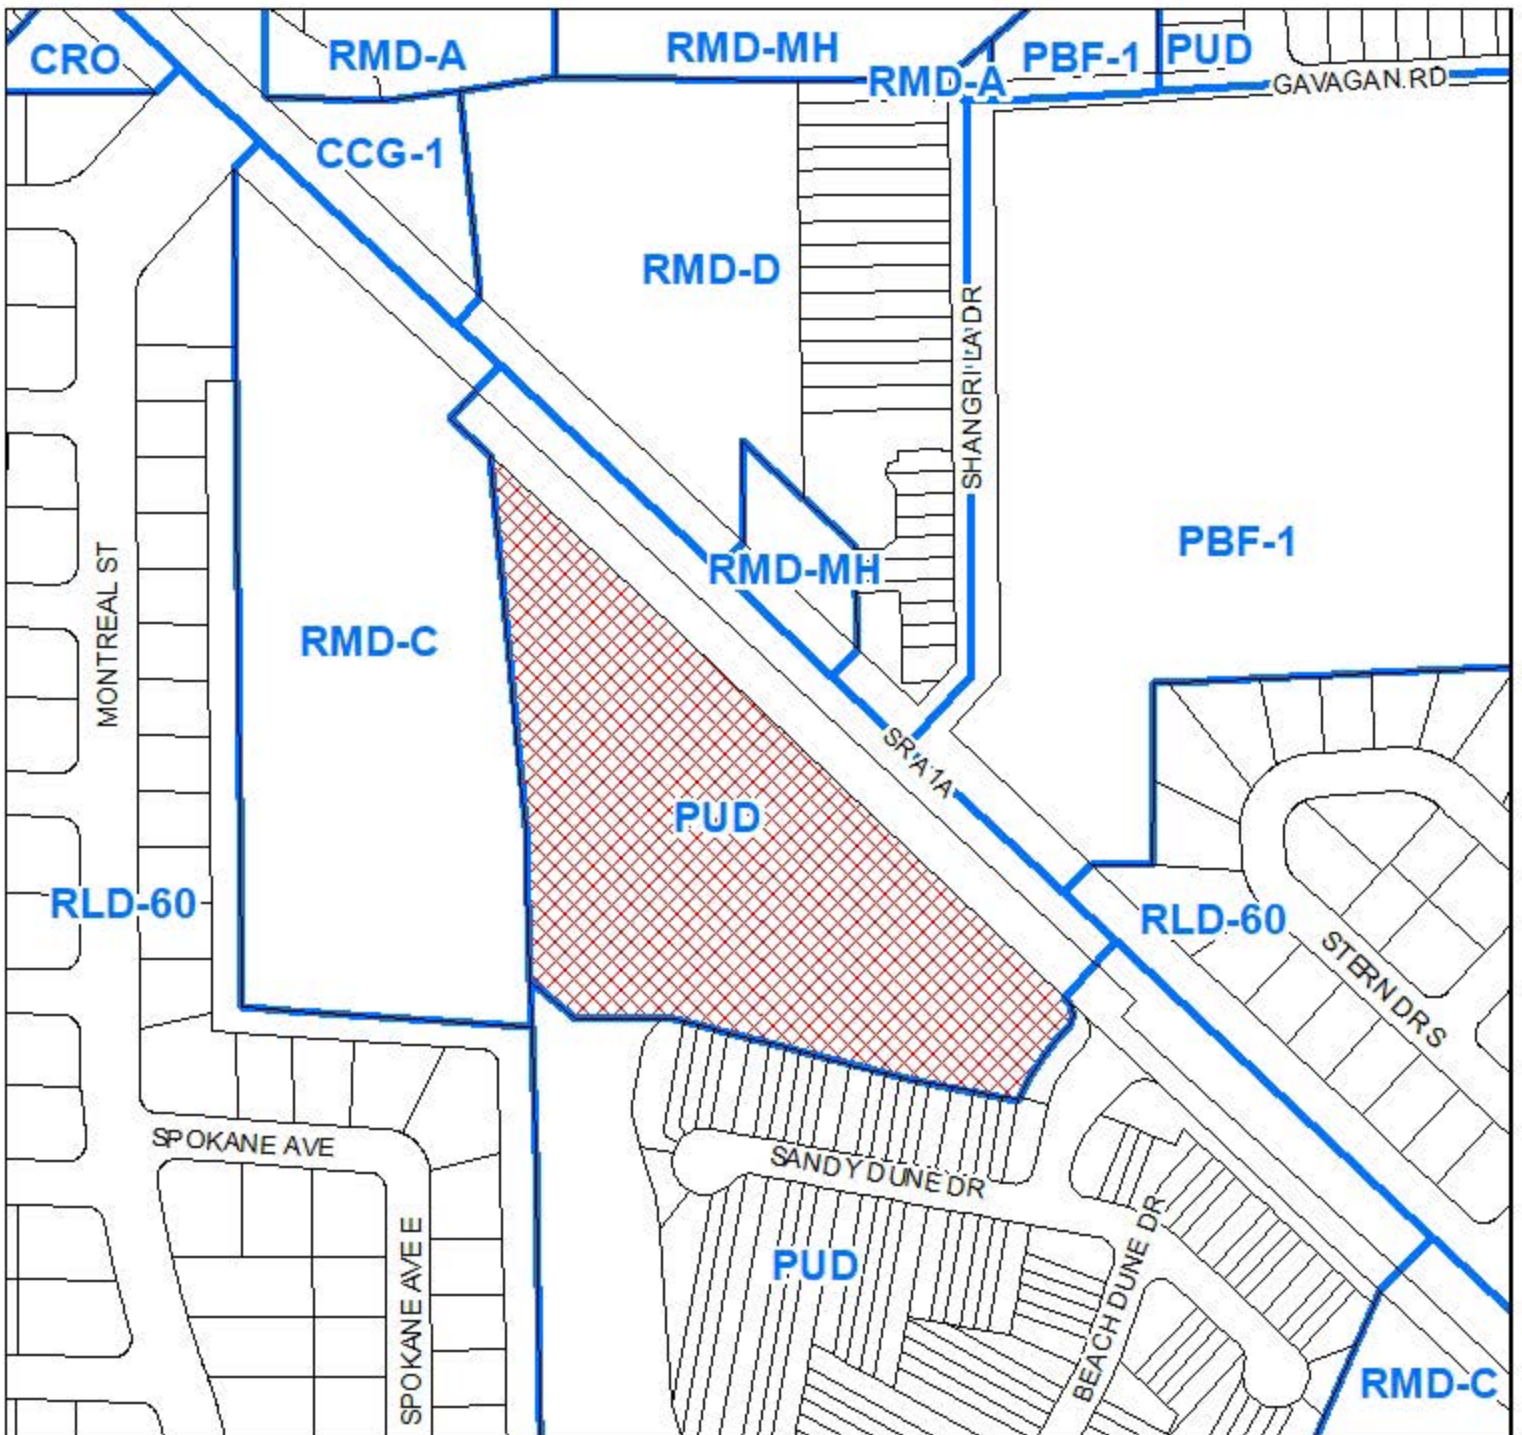 CRO
RMD-A
RMD-MH
RMD-A
PBF-1
PUD
GAVAGAN RD
CCG-1
RMD-D
SHANGRI LA DR
PBF-1
RMD-MH
MONTREAL ST
RMD-C
SR A1A
PUD
RLD-60
RLD-60
STERN DR S
SPOKANE AVE
SANDY DUNE DR
SPOKANE AVE E
PUD
BEACH DUNE DR
RMD-C